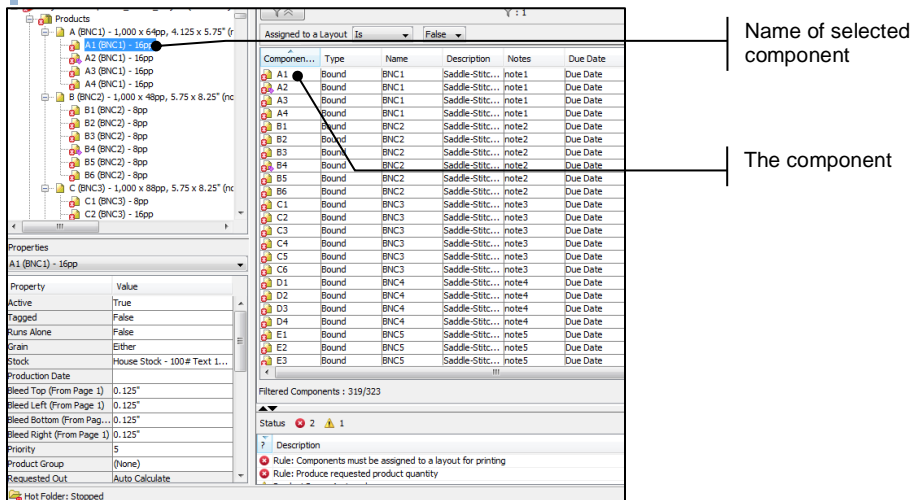 Products
A (BNC1) - 1,000 x 64pp, 4.125 x 5.75" (r
A1 (BNC1) - 16pp
A2 (BNC1) - 16pp
A3 (BNC1) - 16pp
A4 (BNC1) - 16pp
B (BNC2) - 1,000 x 48pp, 5.75 x 8.25" (nc
B1 (BNC2) - 8pp
B2 (BNC2) - 8pp
B3 (BNC2) - 8pp
B4 (BNC2) - 8pp
B5 (BNC2) - 8pp
B6 (BNC2) - 8pp
C (BNC3) - 1,000 x 88pp, 5.75 x 8.25" (nc
C1 (BNC3) - 8pp
C2 (BNC3) - 16pp
Properties
A1 (BNC1) - 16pp
Property Value
Active True
Tagged False
Runs Alone False
Grain Either
Stock House Stock - 100# Text 1...
Production Date
Bleed Top (From Page 1) 0.125"
Bleed Left (From Page 1) 0.125"
Bleed Bottom (From Pag... 0.125"
Bleed Right (From Page 1) 0.125"
Priority 5
Product Group (None)
Requested Out Auto Calculate
Hot Folder: Stopped
: 1
Assigned to a Layout Is False
Componen... Type Name Description Notes Due Date
A1 Bound BNC1 Saddle-Stitc... note1 Due Date
A2 Bound BNC1 Saddle-Stitc... note1 Due Date
A3 Bound BNC1 Saddle-Stitc... note1 Due Date
A4 Bound BNC1 Saddle-Stitc... note1 Due Date
B1 Bound BNC2 Saddle-Stitc... note2 Due Date
B2 Bound BNC2 Saddle-Stitc... note2 Due Date
B3 Bound BNC2 Saddle-Stitc... note2 Due Date
B4 Bound BNC2 Saddle-Stitc... note2 Due Date
B5 Bound BNC2 Saddle-Stitc... note2 Due Date
B6 Bound BNC2 Saddle-Stitc... note2 Due Date
C1 Bound BNC3 Saddle-Stitc... note3 Due Date
C2 Bound BNC3 Saddle-Stitc... note3 Due Date
C3 Bound BNC3 Saddle-Stitc... note3 Due Date
C4 Bound BNC3 Saddle-Stitc... note3 Due Date
C5 Bound BNC3 Saddle-Stitc... note3 Due Date
C6 Bound BNC3 Saddle-Stitc... note3 Due Date
D1 Bound BNC4 Saddle-Stitc... note4 Due Date
D2 Bound BNC4 Saddle-Stitc... note4 Due Date
D3 Bound BNC4 Saddle-Stitc... note4 Due Date
D4 Bound BNC4 Saddle-Stitc... note4 Due Date
E1 Bound BNC5 Saddle-Stitc... note5 Due Date
E2 Bound BNC5 Saddle-Stitc... note5 Due Date
E3 Bound BNC5 Saddle-Stitc... note5 Due Date
Filtered Components : 319/323
Status 2 1
? Description
Rule: Components must be assigned to a layout for printing
Rule: Produce requested product quantity
Name of selected
component
The component